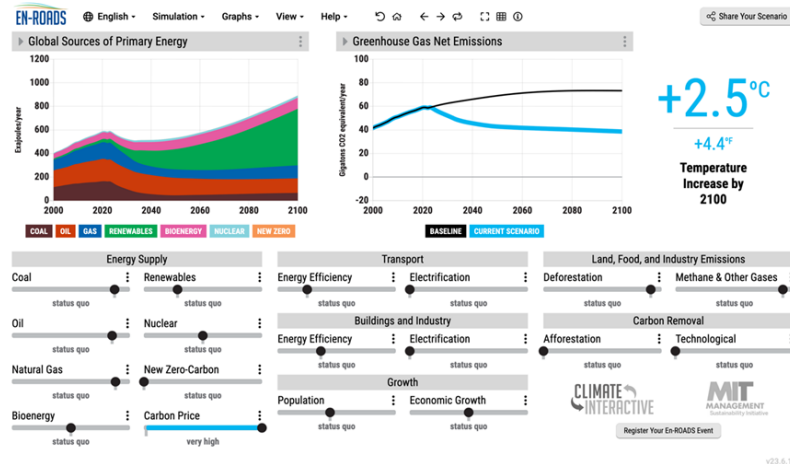 EN-ROADS
English
Simulation
Graphs
View
Help
Share Your Scenario
Global Sources of Primary Energy
1200
1000
800
600
400
200
0
Exajoules/year
2000 2020 2040 2060 2080 2100
COAL OIL GAS RENEWABLES BIOENERGY NUCLEAR NEW ZERO
Greenhouse Gas Net Emissions
100
80
60
40
20
0
-20
Gigatons CO2 equivalent/year
2000 2020 2040 2060 2080 2100
BASELINE CURRENT SCENARIO
+2.5°C
+4.4°F
Temperature
Increase by
2100
Energy Supply
Coal
status quo
Renewables
status quo
Oil
status quo
Nuclear
status quo
Natural Gas
status quo
New Zero-Carbon
status quo
Bioenergy
status quo
Carbon Price
very high
Transport
Energy Efficiency
status quo
Electrification
status quo
Buildings and Industry
Energy Efficiency
status quo
Electrification
status quo
Growth
Population
status quo
Economic Growth
status quo
Land, Food, and Industry Emissions
Deforestation
status quo
Methane & Other Gases
status quo
Carbon Removal
Afforestation
status quo
Technological
status quo
CLIMATE
INTERACTIVE
MIT
MANAGEMENT
Sustainability Initiative
Register Your En-ROADS Event